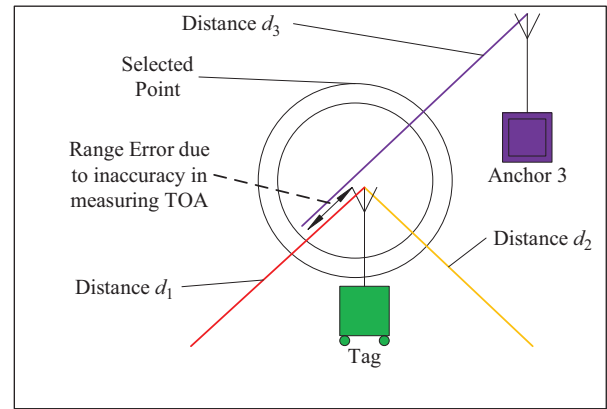 Distance d3
Selected
Point
Range Error due
to inaccuracy in
measuring TOA
Anchor 3
Distance d2
Distance d1
Tag